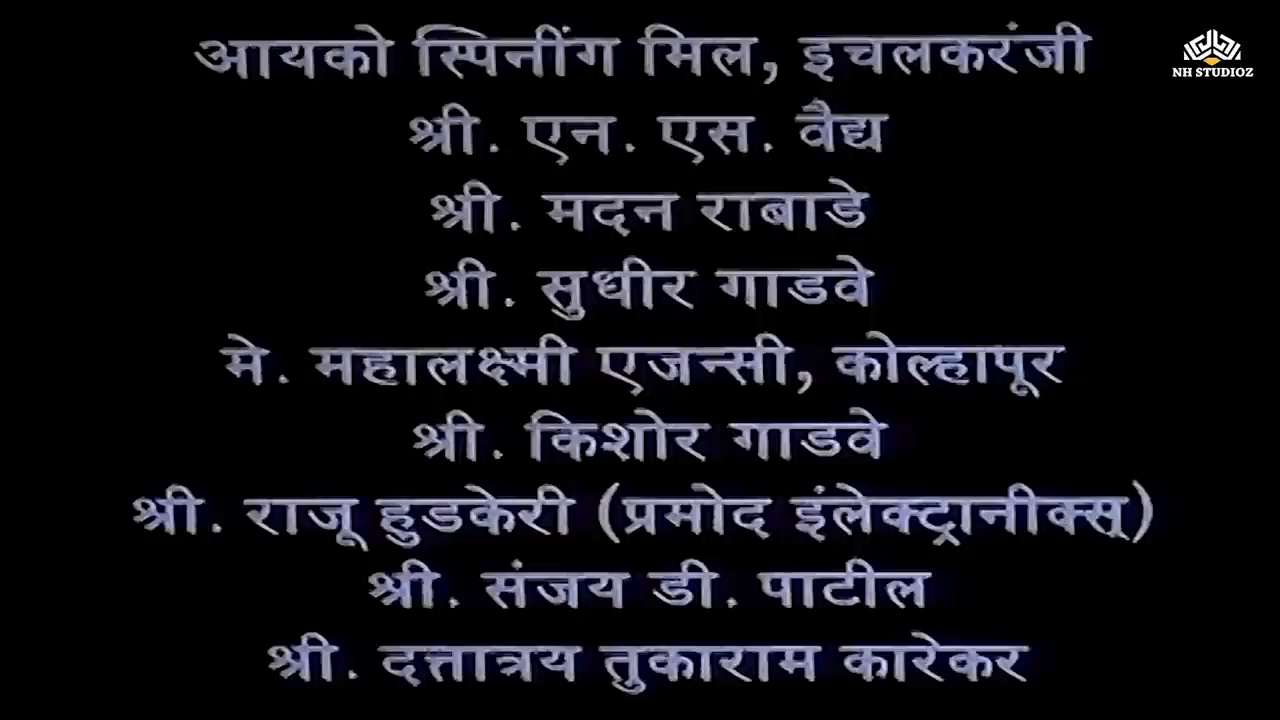 आयको स्पिनींग मिल, इचलकरंजी
NH STUDIOZ
श्री. एन. एस. वैद्य
श्री. मदन राबाडे
श्री. सुधीर गाडवे
मे. महालक्ष्मी एजन्सी, कोल्हापूर
श्री. किशोर गाडवे
श्री. राजू हुडकेरी (प्रमोद इंलेक्ट्रानीक्स्)
श्री. संजय डी. पाटील
श्री. दत्तात्रय तुकाराम कारेकर